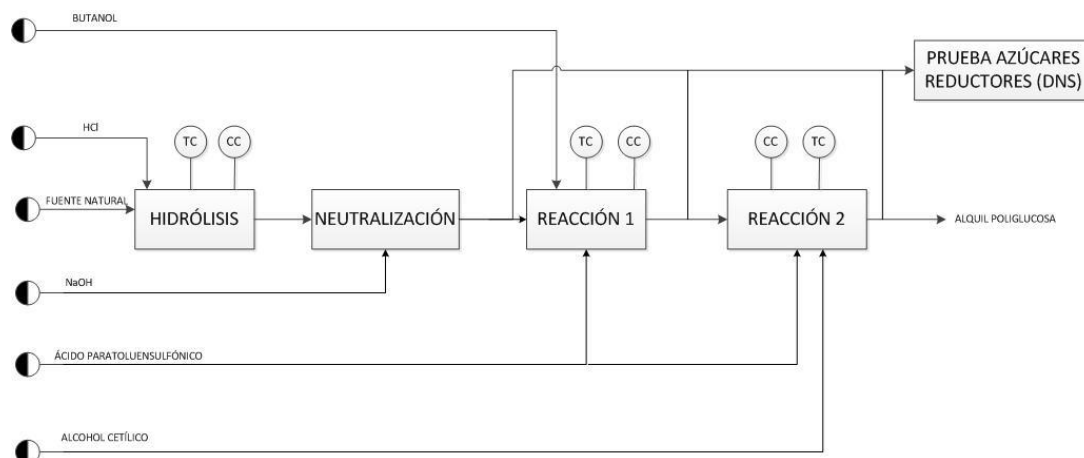 BUTANOL
PRUEBA AZÚCARES
REDUCTORES (DNS)
HCl
TC
CC
TC
CC
CC
TC
FUENTE NATURAL
HIDRÓLISIS
NEUTRALIZACIÓN
REACCIÓN 1
REACCIÓN 2
ALQUIL POLIGLUCOSA
NaOH
ÁCIDO PARATOLUENSULFÓNICO
ALCOHOL CETÍLICO